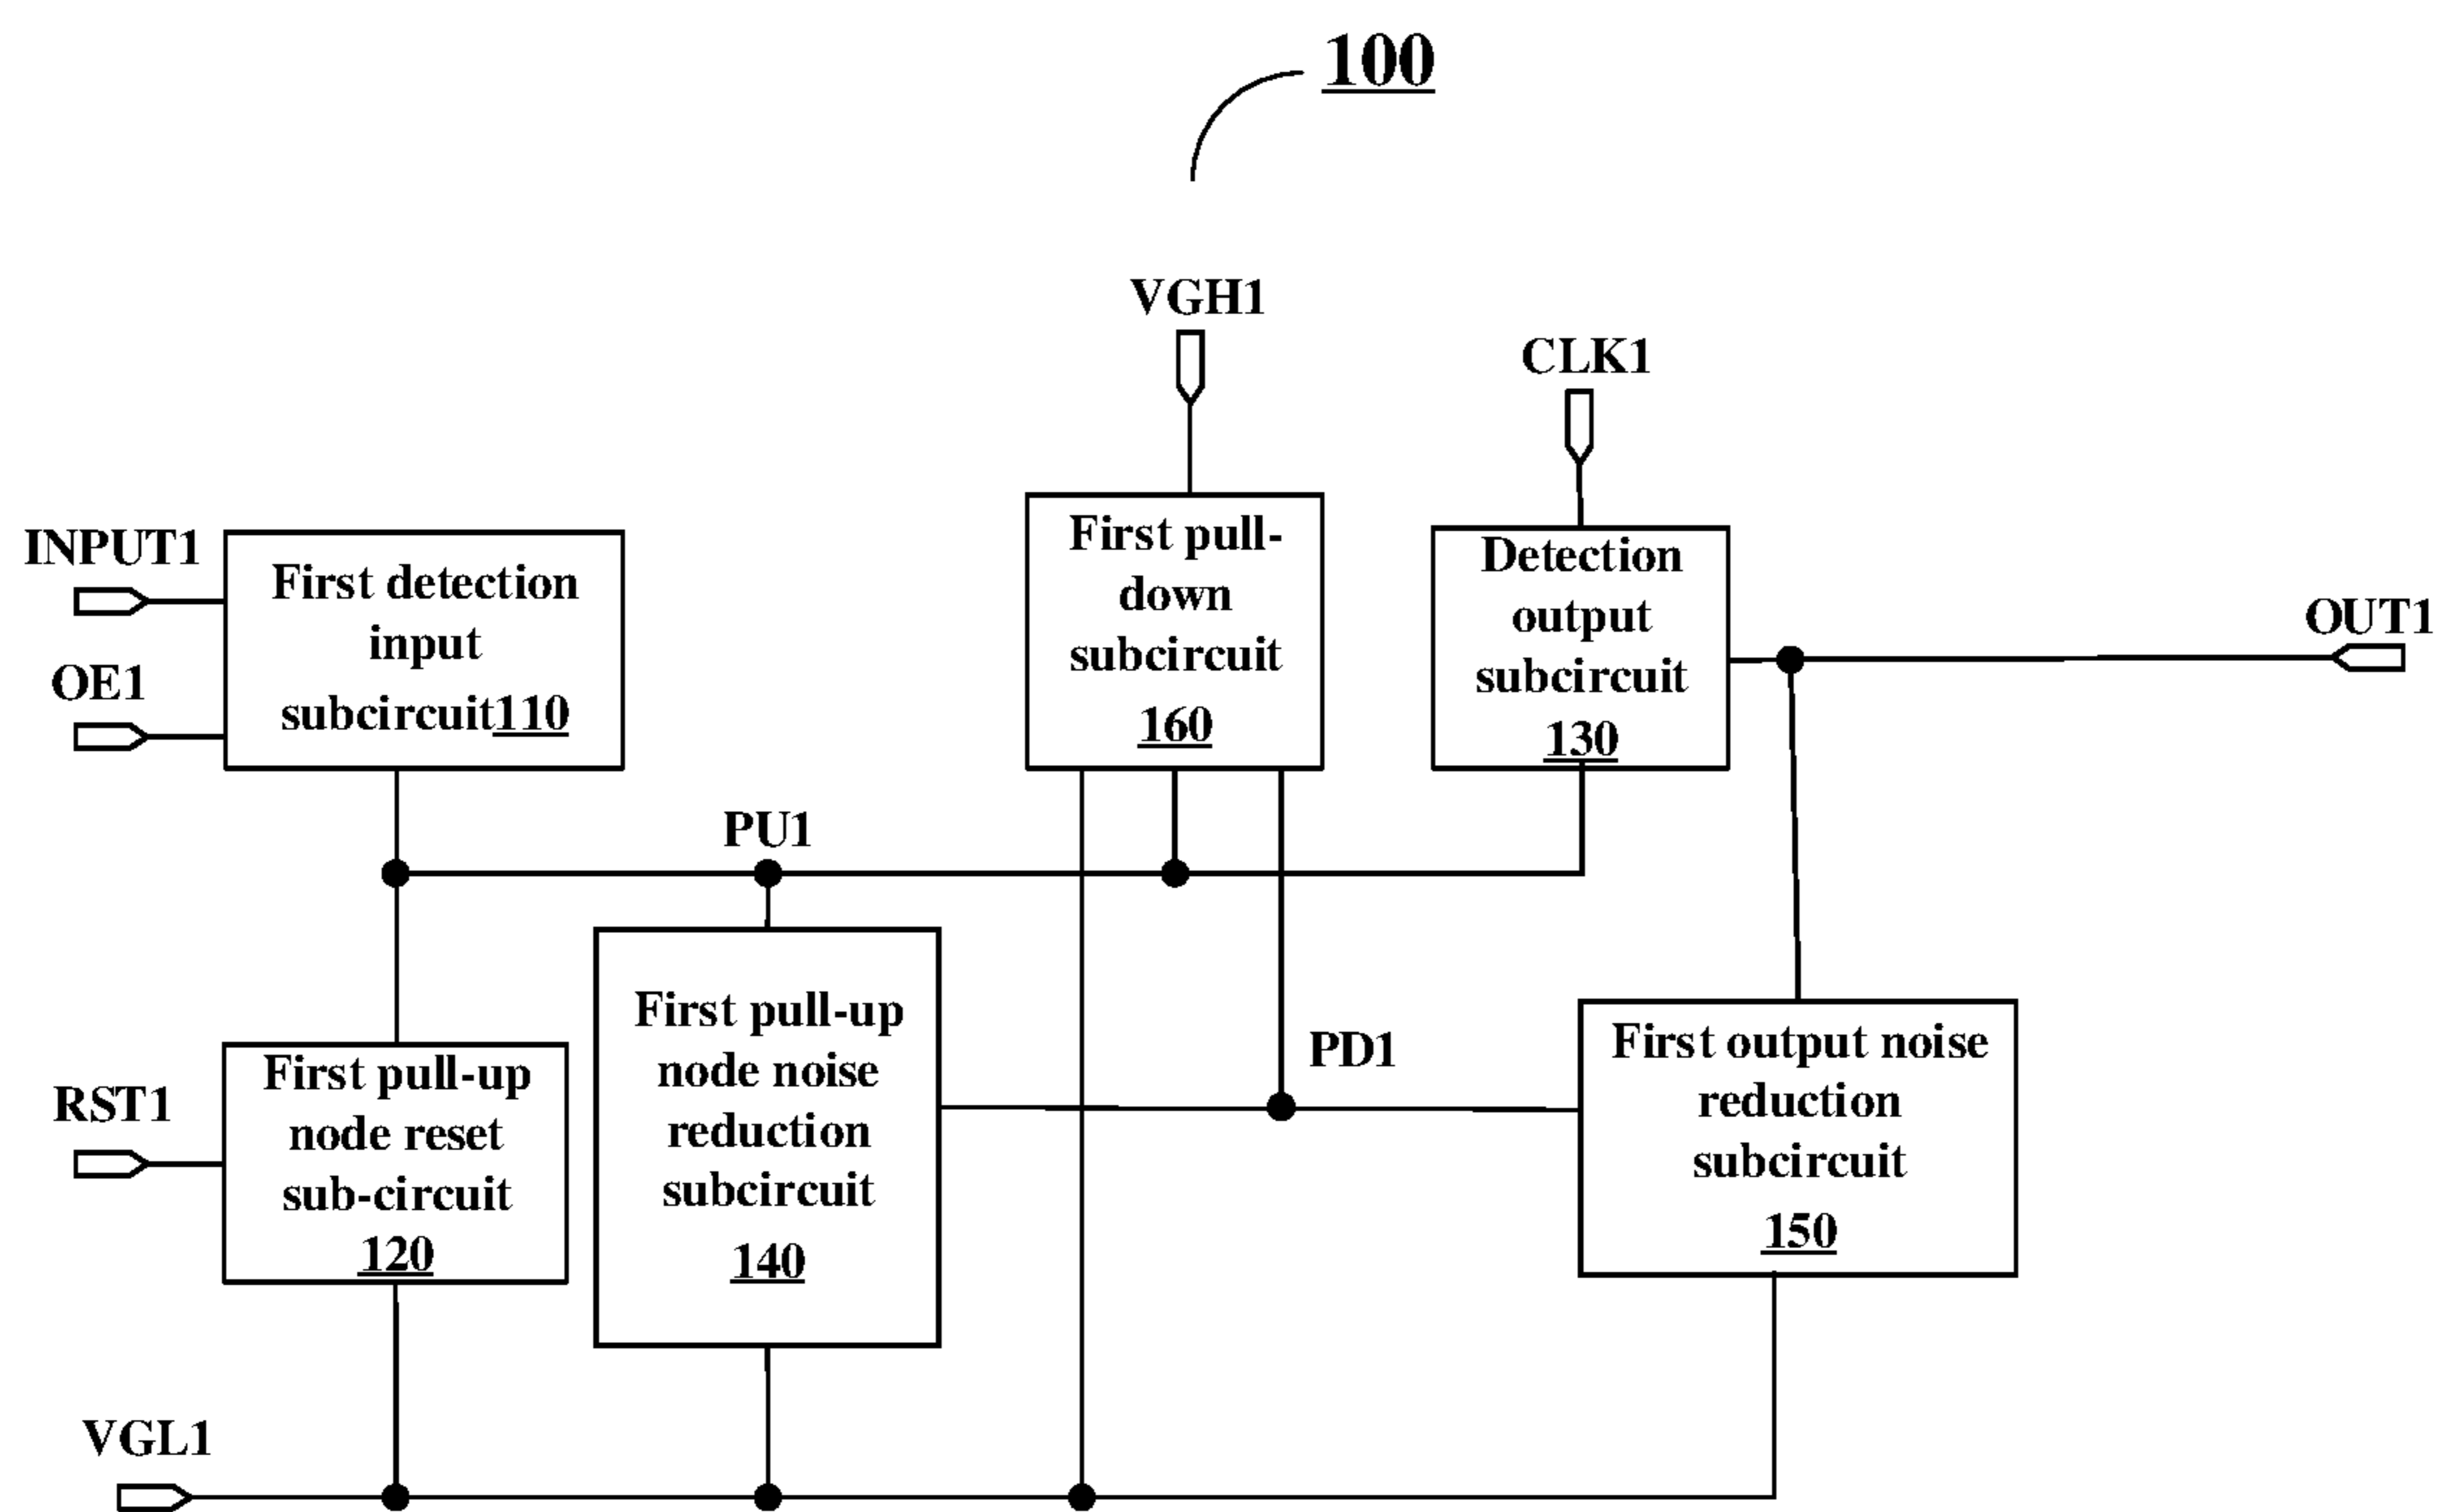 100
VGH1
CLK1
INPUT1
OE1
First detection
input
subcircuit110
First pull-
down
subcircuit
160
Detection
output
subcircuit
130
OUT1
PU1
RST1
First pull-up
node reset
sub-circuit
120
First pull-up
node noise
reduction
subcircuit
140
PD1
First output noise
reduction
subcircuit
150
VGL1